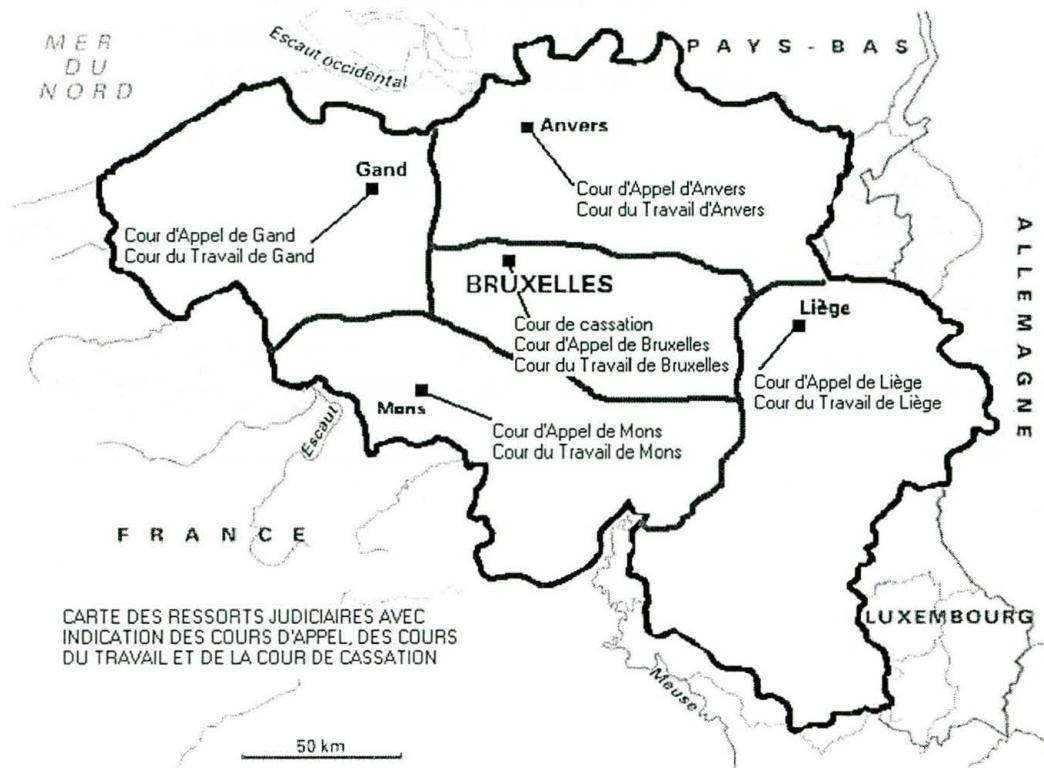 MER
DU
NORD
Escaut occidental
PAYS-BAS
Anvers
Gand
Cour d'Appel d'Anvers
Cour du Travail d'Anvers
Cour d'Appel de Gand
Cour du Travail de Gand
ALLEMAGNE
BRUXELLES
Liège
Cour de cassation
Cour d'Appel de Bruxelles
Cour du Travail de Bruxelles
Cour d'Appel de Liège
Cour du Travail de Liège
Mons
Escaut
Cour d'Appel de Mons
Cour du Travail de Mons
FRANCE
CARTE DES RESSORTS JUDICIAIRES AVEC
INDICATION DES COURS D'APPEL, DES COURS
DU TRAVAIL ET DE LA COUR DE CASSATION
LUXEMBOURG
Meuse
50 km